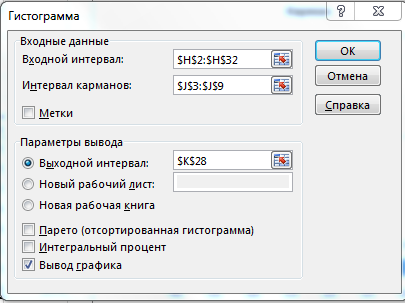 Гистограмма
Входные данные
Входной интервал: $H$2:$H$32
Интервал карманов: $J$3:$J$9
Метки
OK
Отмена
Справка
Параметры вывода
Выходной интервал: $K$28
Новый рабочий лист:
Новая рабочая книга
Парето (отсортированная гистограмма)
Интегральный процент
Вывод графика